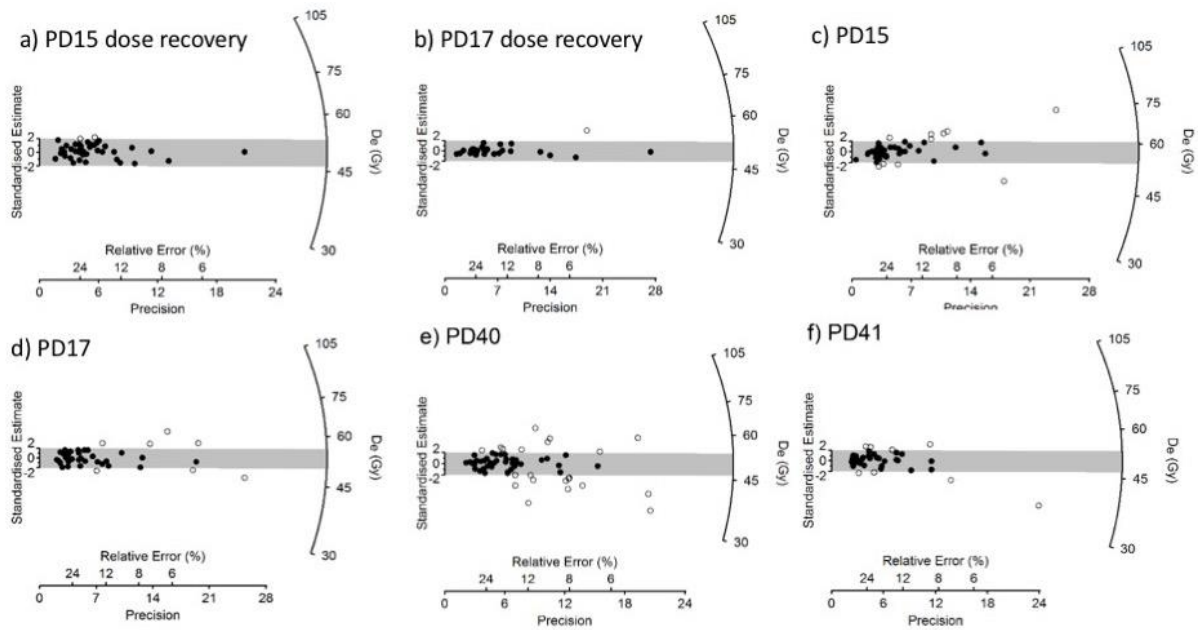 a) PD15 dose recovery
105
75
60
45
30
De (Gy)
Standardised Estimate
2
0
-2
Relative Error (%)
24 12 6
0 6 12 18 24
Precision
b) PD17 dose recovery
105
75
60
45
30
De (Gy)
Standardised Estimate
2
0
-2
Relative Error (%)
24 12 8 6
0 7 14 21 28
Precision
c) PD15
105
75
60
45
30
De (Gy)
Standardised Estimate
2
0
-2
Relative Error (%)
24 12 8 6
0 7 14 21 28
Precision
d) PD17
105
75
60
45
30
De (Gy)
Standardised Estimate
2
0
-2
Relative Error (%)
24 12 8 6
0 7 14 21 28
Precision
e) PD40
105
75
60
45
30
De (Gy)
Standardised Estimate
2
0
-2
Relative Error (%)
24 12 8 6
0 6 12 18 24
Precision
f) PD41
105
75
60
45
30
De (Gy)
Standardised Estimate
2
0
-2
Relative Error (%)
24 12 8 6
0 6 12 18 24
Precision